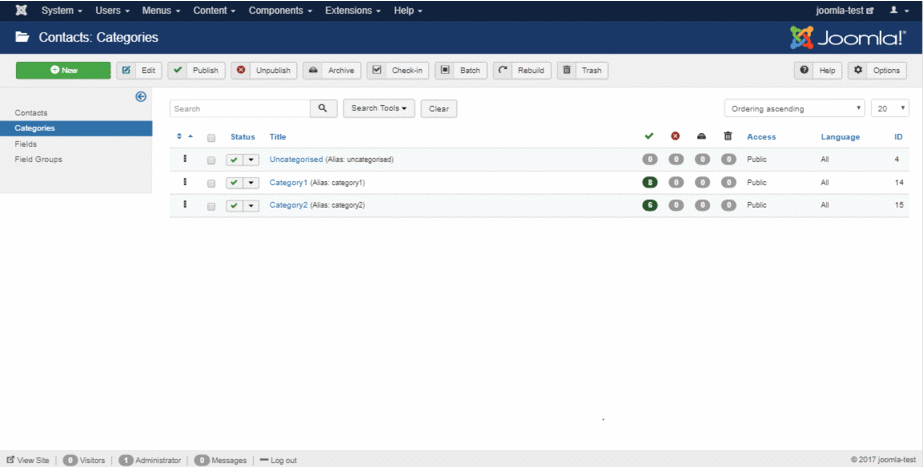 System Users Menus Content Components Extensions Help joomla-test
Contacts: Categories Joomla!®
New Edit Publish Unpublish Archive Check-in Batch Rebuild Trash Help Options
Search Search Tools Clear Ordering ascending 20
Contacts
Categories
Fields
Field Groups
Status Title Access Language ID
Uncategorised (Alias: uncategorised) 0 0 0 0 Public All 4
Category1 (Alias: category1) 8 0 0 0 Public All 14
Category2 (Alias: category2) 6 0 0 0 Public All 15
View Site 0 Visitors 1 Administrator 0 Messages Log out © 2017 joomla-test